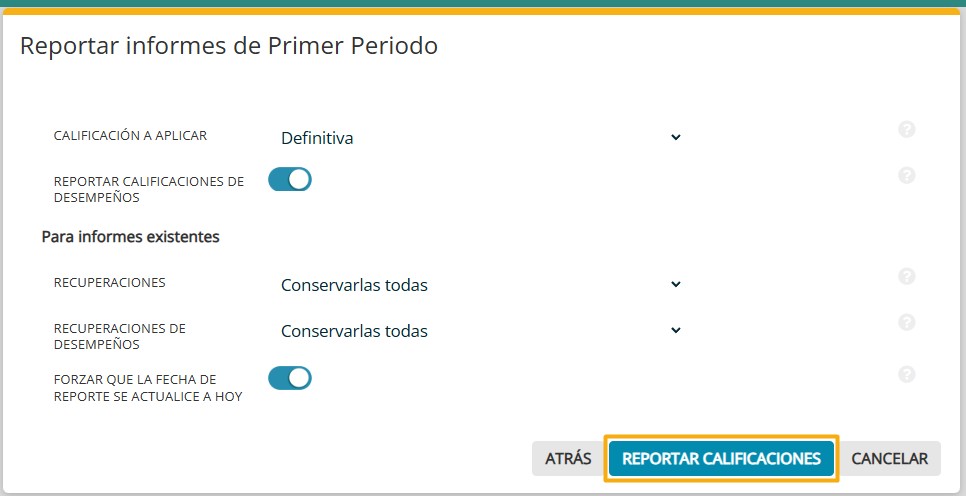 Reportar informes de Primer Periodo
CALIFICACIÓN A APLICAR
Definitiva
?
REPORTAR CALIFICACIONES DE
DESEMPEÑOS
?
Para informes existentes
RECUPERACIONES
Conservarlas todas
?
RECUPERACIONES DE
DESEMPEÑOS
Conservarlas todas
?
FORZAR QUE LA FECHA DE
REPORTE SE ACTUALICE A HOY
?
ATRÁS REPORTAR CALIFICACIONES CANCELAR